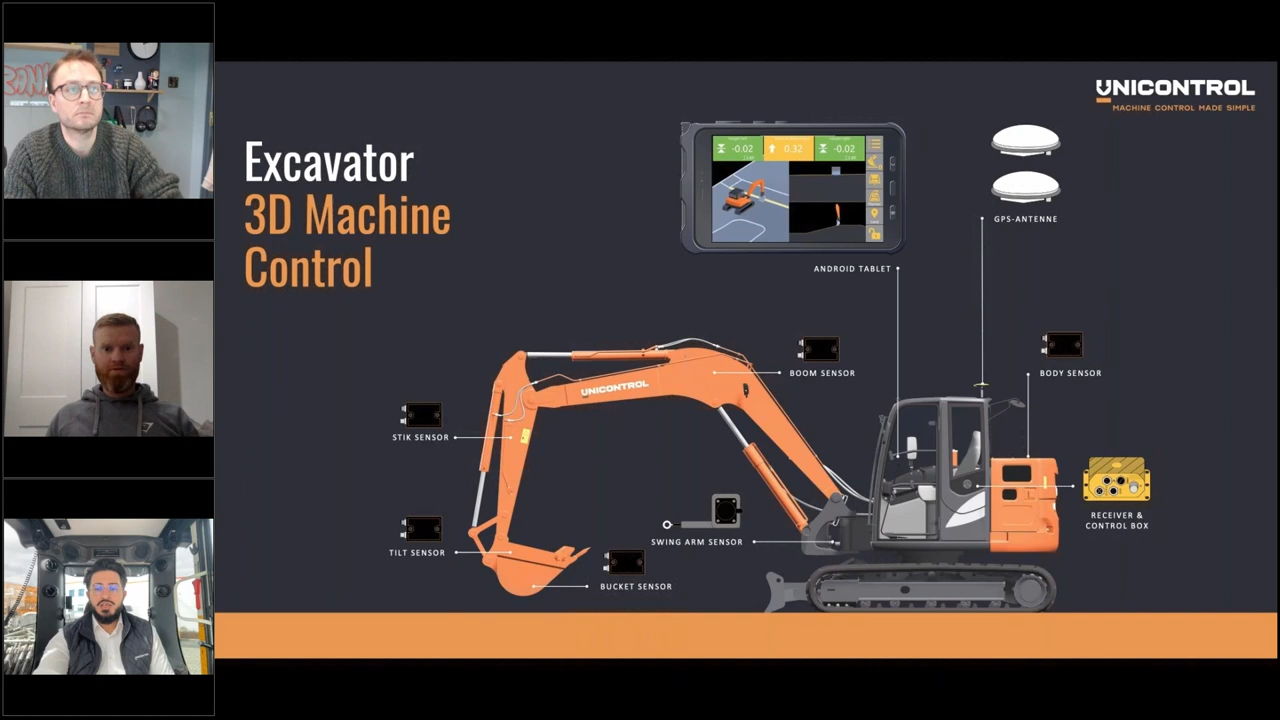 UNICONTROL
MACHINE CONTROL MADE SIMPLE
Excavator
3D Machine
Control
-0.02
0.32
-0.02
GPS-ANTENNE
ANDROID TABLET
BOOM SENSOR
BODY SENSOR
UNICONTROL
STIK SENSOR
RECEIVER &
CONTROL BOX
SWING ARM SENSOR
TILT SENSOR
BUCKET SENSOR